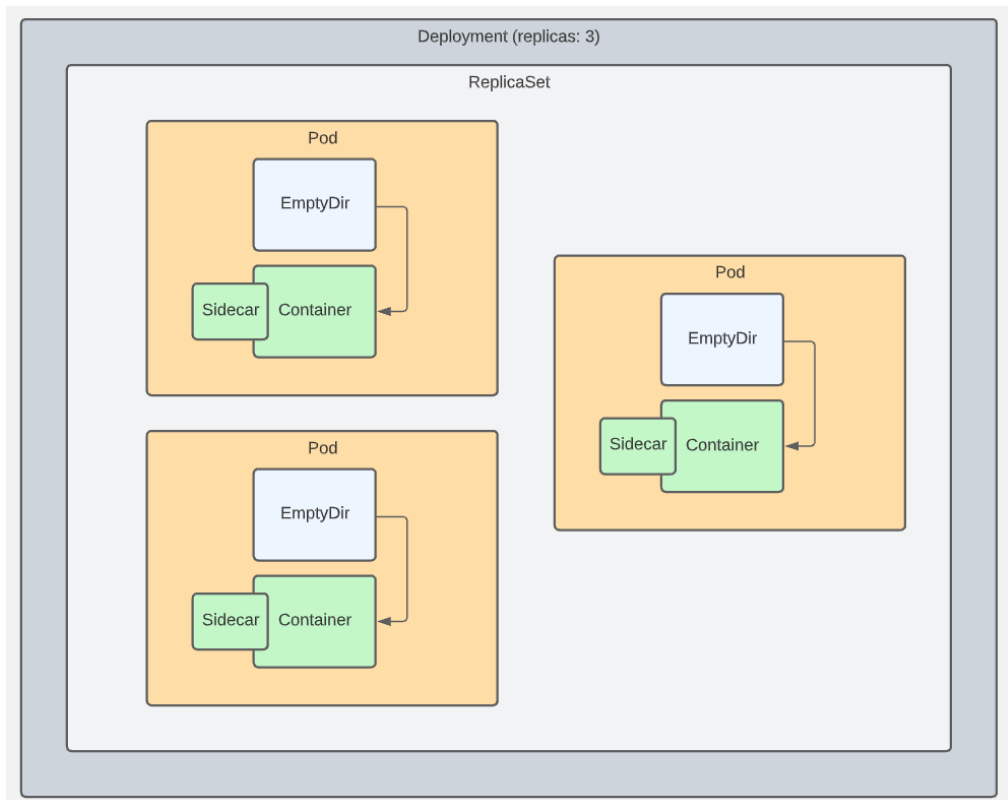 Deployment (replicas: 3)
ReplicaSet
Pod
EmptyDir
Sidecar
Container
Pod
EmptyDir
Sidecar
Container
Pod
EmptyDir
Sidecar
Container